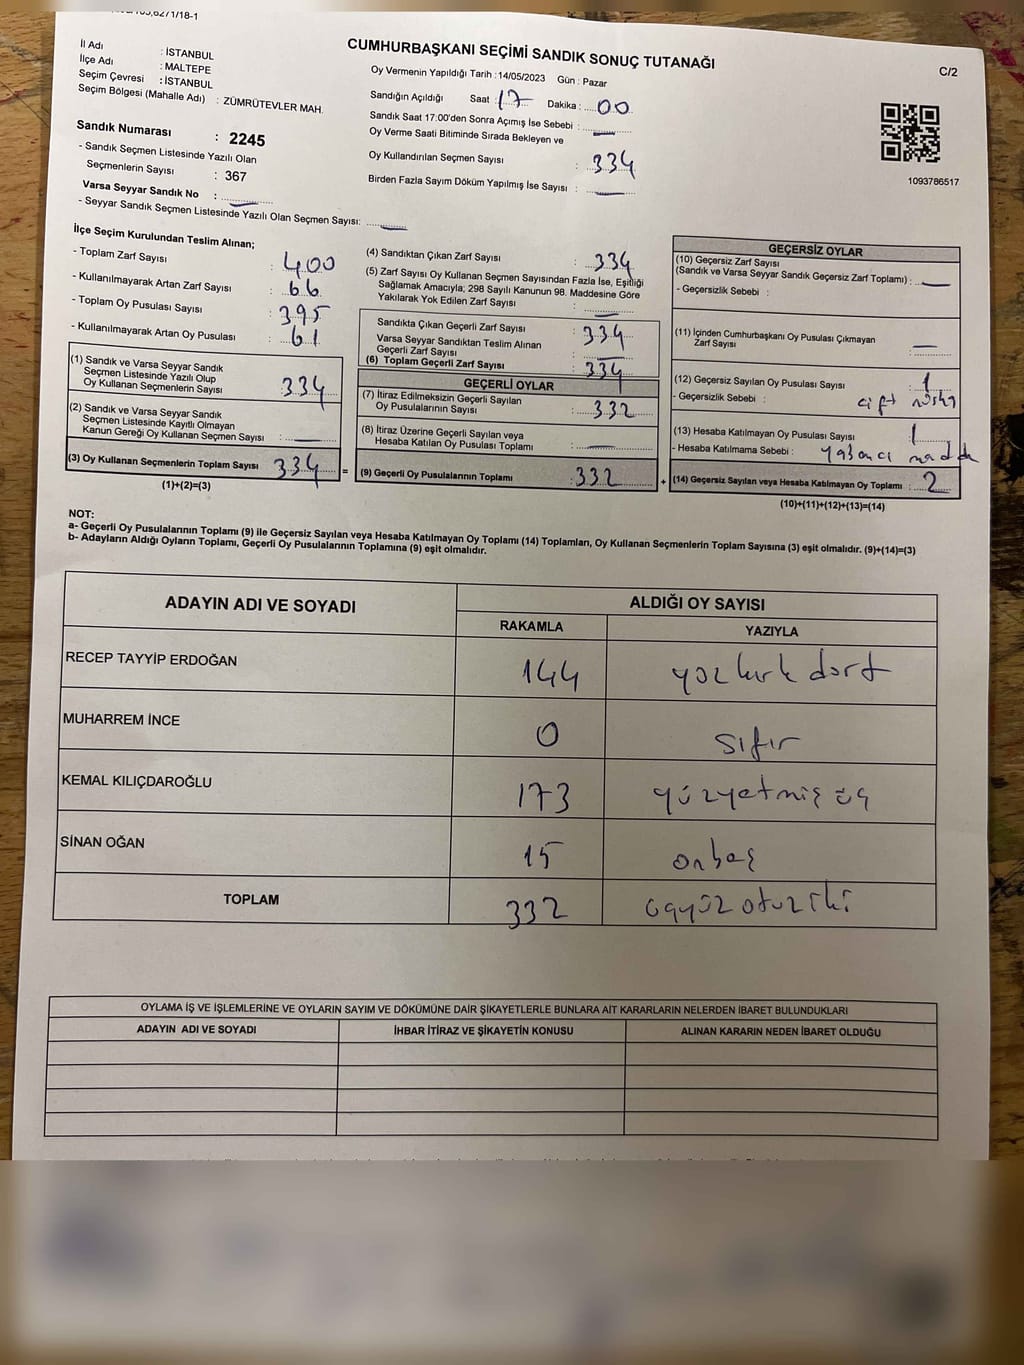 /18-1
CUMHURBAŞKANI SEÇİMİ SANDIK SONUÇ TUTANAĞI
C/2
İl Adı : İSTANBUL
İlçe Adı : MALTEPE
Seçim Çevresi : İSTANBUL
Seçim Bölgesi (Mahalle Adı) : ZÜMRÜTEVLER MAH.
Sandık Numarası : 2245
- Sandık Seçmen Listesinde Yazılı Olan
Seçmenlerin Sayısı : 367
Varsa Seyyar Sandık No :
- Seyyar Sandık Seçmen Listesinde Yazılı Olan Seçmen Sayısı:
Oy Vermenin Yapıldığı Tarih : 14/05/2023 Gün : Pazar
Sandığın Açıldığı Saat : 17 Dakika : 00
Sandık Saat 17:00'den Sonra Açımış İse Sebebi :
Oy Verme Saati Bitiminde Sırada Bekleyen ve
Oy Kullandırılan Seçmen Sayısı : 334
Birden Fazla Sayım Döküm Yapılmış İse Sayısı :
1093786517
İlçe Seçim Kurulundan Teslim Alınan;
- Toplam Zarf Sayısı : 400
- Kullanılmayarak Artan Zarf Sayısı : 66
- Toplam Oy Pusulası Sayısı : 395
- Kullanılmayarak Artan Oy Pusulası : 61
(1) Sandık ve Varsa Seyyar Sandık
Seçmen Listesinde Yazılı Olup
Oy Kullanan Seçmenlerin Sayısı : 334
(2) Sandık ve Varsa Seyyar Sandık
Seçmen Listesinde Kayıtlı Olmayan
Kanun Gereği Oy Kullanan Seçmen Sayısı :
(3) Oy Kullanan Seçmenlerin Toplam Sayısı : 334 =
(1)+(2)=(3)
(4) Sandıktan Çıkan Zarf Sayısı : 334
(5) Zarf Sayısı Oy Kullanan Seçmen Sayısından Fazla İse, Eşitliği
Sağlamak Amacıyla; 298 Sayılı Kanunun 98. Maddesine Göre
Yakılarak Yok Edilen Zarf Sayısı :
Sandıkta Çıkan Geçerli Zarf Sayısı : 334
Varsa Seyyar Sandıktan Teslim Alınan
Geçerli Zarf Sayısı :
(6) Toplam Geçerli Zarf Sayısı : 334
GEÇERLİ OYLAR
(7) İtiraz Edilmeksizin Geçerli Sayılan
Oy Pusulalarının Sayısı : 332
(8) İtiraz Üzerine Geçerli Sayılan veya
Hesaba Katılan Oy Pusulası Toplamı :
(9) Geçerli Oy Pusulalarının Toplamı : 332 +
GEÇERSİZ OYLAR
(10) Geçersiz Zarf Sayısı
(Sandık ve Varsa Seyyar Sandık Geçersiz Zarf Toplamı) :
- Geçersizlik Sebebi :
(11) İçinden Cumhurbaşkanı Oy Pusulası Çıkmayan
Zarf Sayısı
(12) Geçersiz Sayılan Oy Pusulası Sayısı : 1
- Geçersizlik Sebebi : çift
(13) Hesaba Katılmayan Oy Pusulası Sayısı : 1
- Hesaba Katılmama Sebebi : yabancı madde
(14) Geçersiz Sayılan veya Hesaba Katılmayan Oy Toplamı : 2
(10)+(11)+(12)+(13)=(14)
NOT:
a- Geçerli Oy Pusulalarının Toplamı (9) ile Geçersiz Sayılan veya Hesaba Katılmayan Oy Toplamı (14) Toplamları, Oy Kullanan Seçmenlerin Toplam Sayısına (3) eşit olmalıdır. (9)+(14)=(3)
b- Adayların Aldığı Oyların Toplamı, Geçerli Oy Pusulalarının Toplamına (9) eşit olmalıdır.
ADAYIN ADI VE SOYADI ALDIĞI OY SAYISI
RAKAMLA YAZIYLA
RECEP TAYYİP ERDOĞAN 144 yüz kırk dört
MUHARREM İNCE 0 sıfır
KEMAL KILIÇDAROĞLU 173 yüzyetmiş üç
SİNAN OĞAN 15 onbeş
TOPLAM 332 üçyüz otuz iki
OYLAMA İŞ VE İŞLEMLERİNE VE OYLARIN SAYIM VE DÖKÜMÜNE DAİR ŞİKAYETLERLE BUNLARA AİT KARARLARIN NELERDEN İBARET BULUNDUKLARI
ADAYIN ADI VE SOYADI İHBAR İTİRAZ VE ŞİKAYETİN KONUSU ALINAN KARARIN NEDEN İBARET OLDUĞU